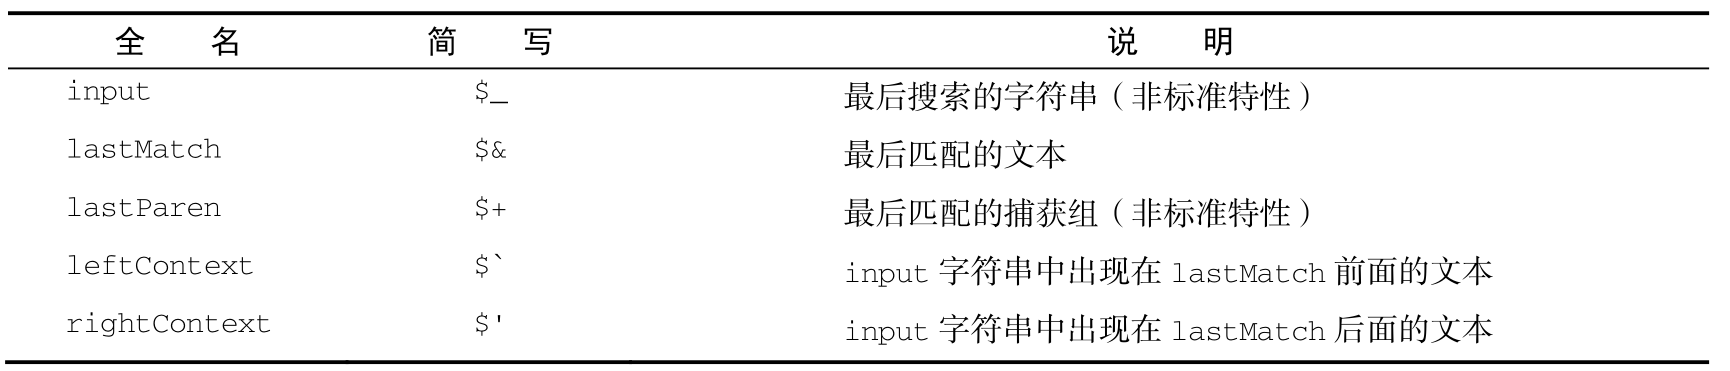 全 名 简 写 说 明
input $_ 最后搜索的字符串（非标准特性）
lastMatch $& 最后匹配的文本
lastParen $+ 最后匹配的捕获组（非标准特性）
leftContext $` input 字符串中出现在 lastMatch 前面的文本
rightContext $' input 字符串中出现在 lastMatch 后面的文本